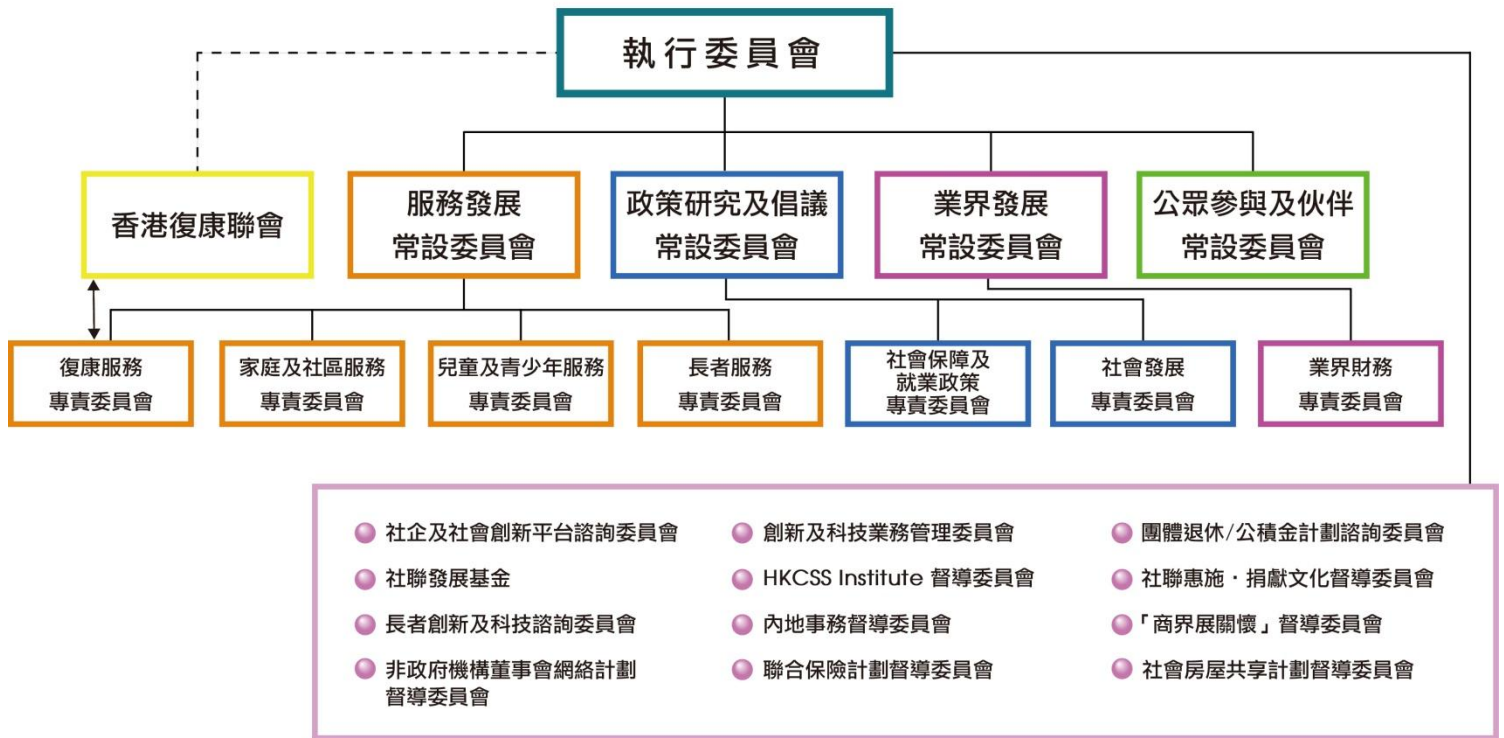 執行委員會
香港復康聯會
服務發展
常設委員會
政策研究及倡議
常設委員會
業界發展
常設委員會
公眾參與及伙伴
常設委員會
復康服務
專責委員會
家庭及社區服務
專責委員會
兒童及青少年服務
專責委員會
長者服務
專責委員會
社會保障及
就業政策
專責委員會
社會發展
專責委員會
業界財務
專責委員會
社企及社會創新平台諮詢委員會
社聯發展基金
長者創新及科技諮詢委員會
非政府機構董事會網絡計劃
督導委員會
創新及科技業務管理委員會
HKCSS Institute 督導委員會
內地事務督導委員會
聯合保險計劃督導委員會
團體退休/公積金計劃諮詢委員會
社聯惠施‧捐獻文化督導委員會
「商界展關懷」督導委員會
社會房屋共享計劃督導委員會